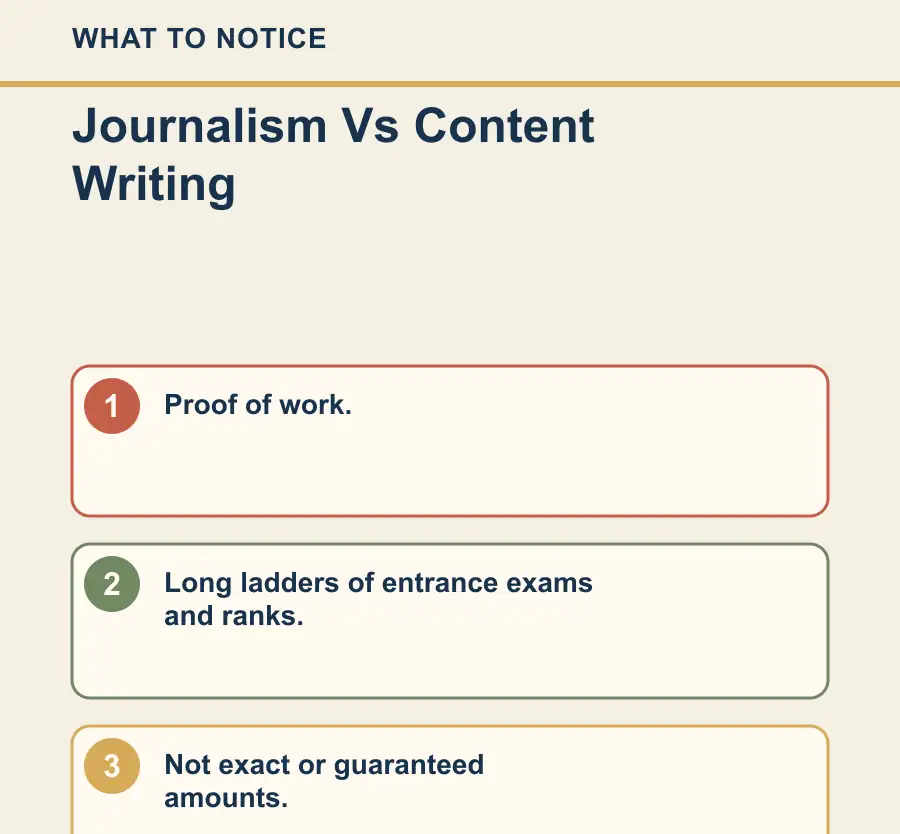 WHAT TO NOTICE
Journalism Vs Content
Writing
1
Proof of work.
2
Long ladders of entrance exams
and ranks.
3
Not exact or guaranteed
amounts.